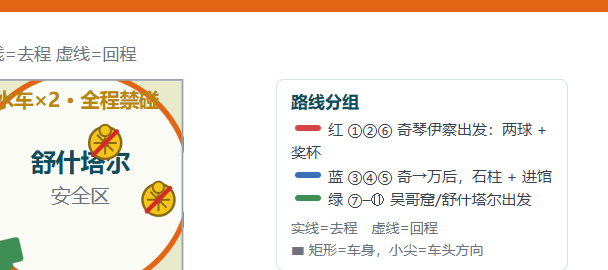 =去程 虚线=回程
水车×2·全程禁碰
舒什塔尔
安全区
路线分组
红 ①②⑥ 奇琴伊察出发：两球 +
奖杯
蓝 ③④⑤ 奇→万后，石柱 + 进馆
绿 ⑦–⑪ 吴哥窟/舒什塔尔出发
实线=去程 虚线=回程
矩形=车身，小尖=车头方向